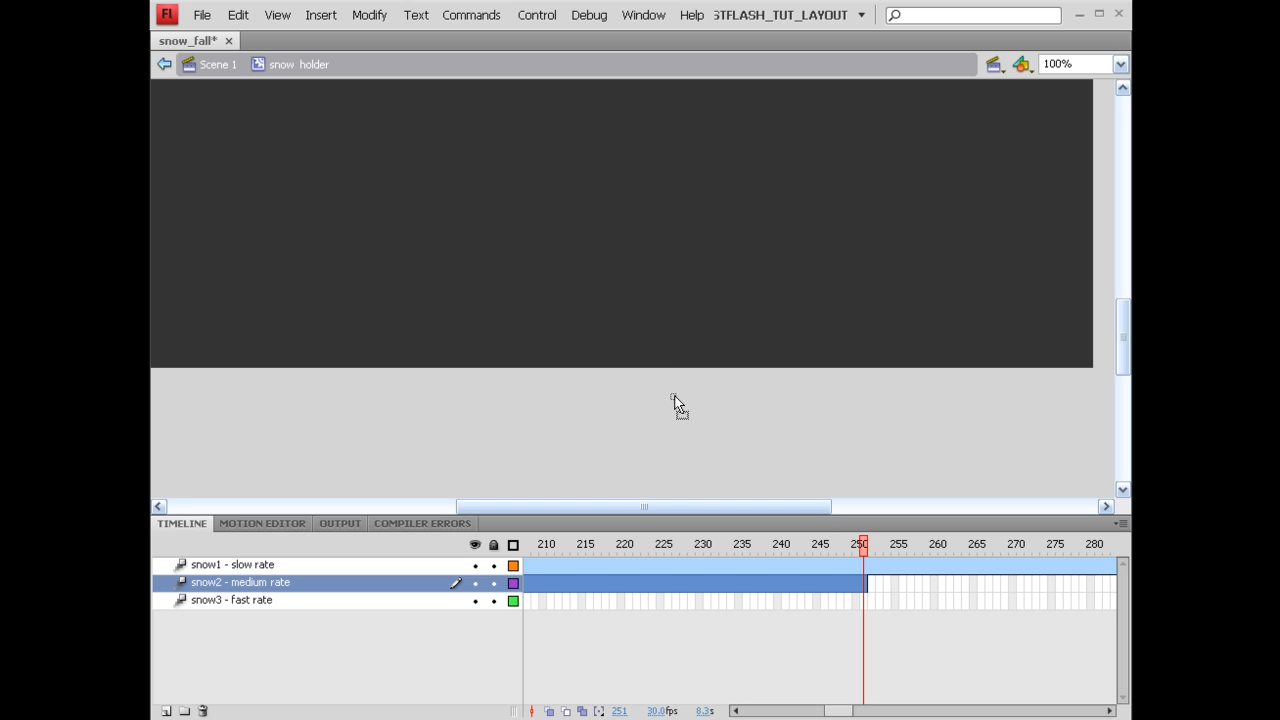 Fl File Edit View Insert Modify Text Commands Control Debug Window Help STFLASH_TUT_LAYOUT
snow_fall*
Scene 1 snow holder 100%
TIMELINE MOTION EDITOR OUTPUT COMPILER ERRORS
210 215 220 225 230 235 240 245 250 255 260 265 270 275 280
snow1 - slow rate
snow2 - medium rate
snow3 - fast rate
251 30.0fps 8.3s